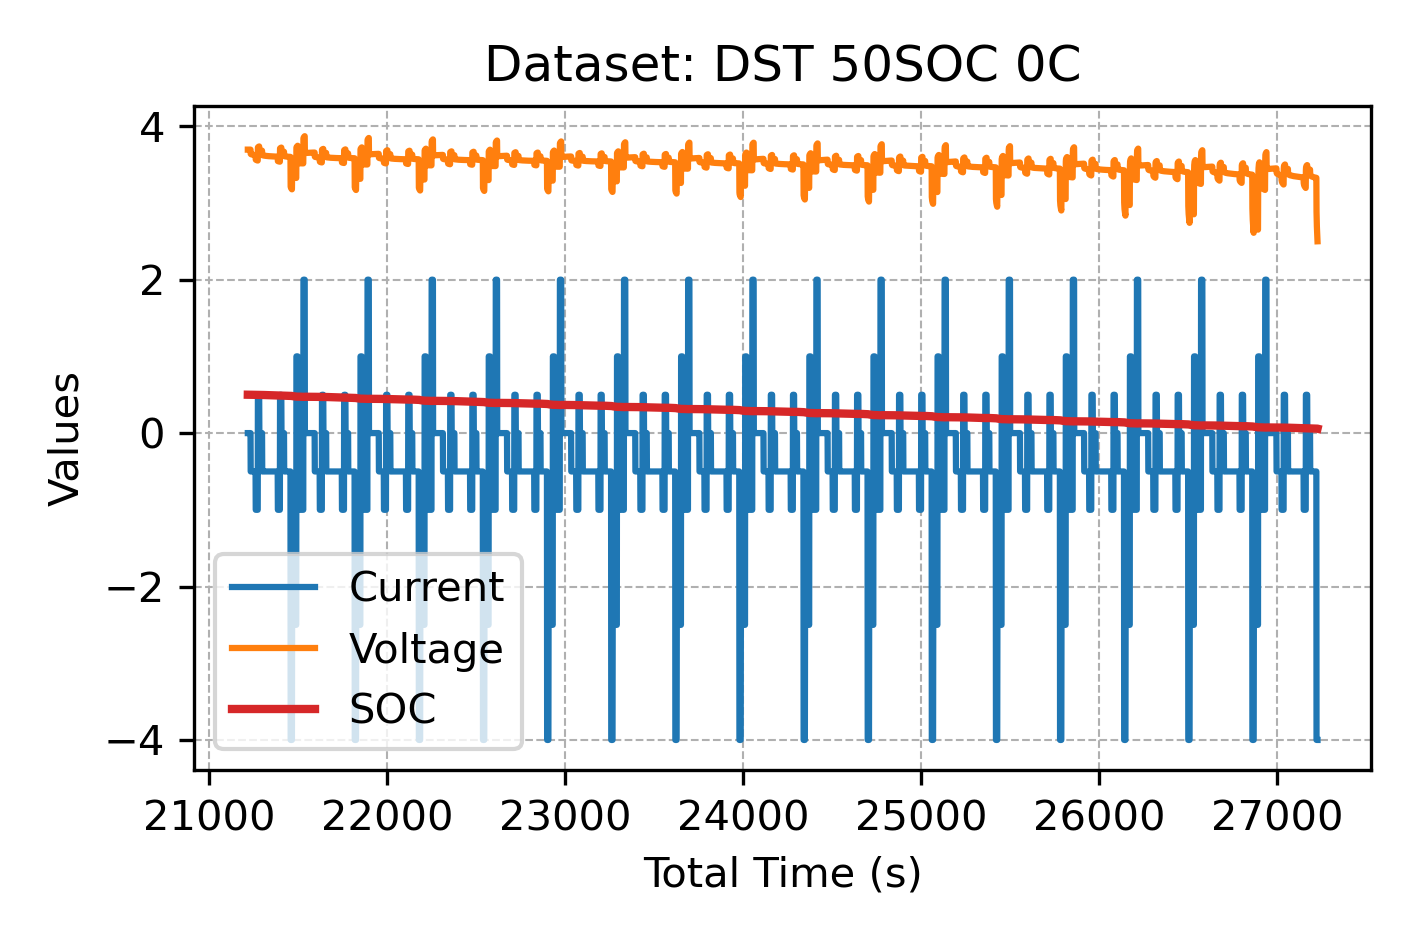 Dataset: DST 50SOC 0C
4
2
0
−2
−4
Values
Current
Voltage
SOC
21000 22000 23000 24000 25000 26000 27000
Total Time (s)